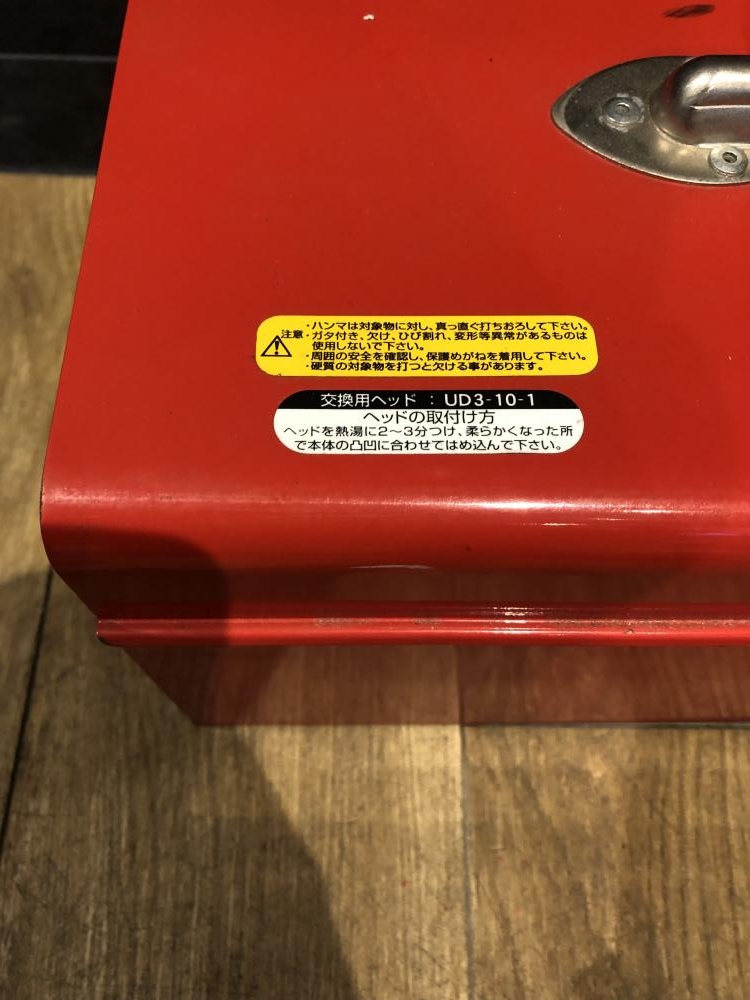 注意
・ハンマは対象物に対し、真っ直ぐ打ちおろして下さい。
・ガタ付き、欠け、ひび割れ、変形等異常があるものは
使用しないで下さい。
・周囲の安全を確認し、保護めがねを着用して下さい。
・硬質の対象物を打つと欠ける事があります。
交換用ヘッド : UD3-10-1
ヘッドの取付け方
ヘッドを熱湯に2〜3分つけ、柔らかくなった所
で本体の凸凹に合わせてはめ込んで下さい。